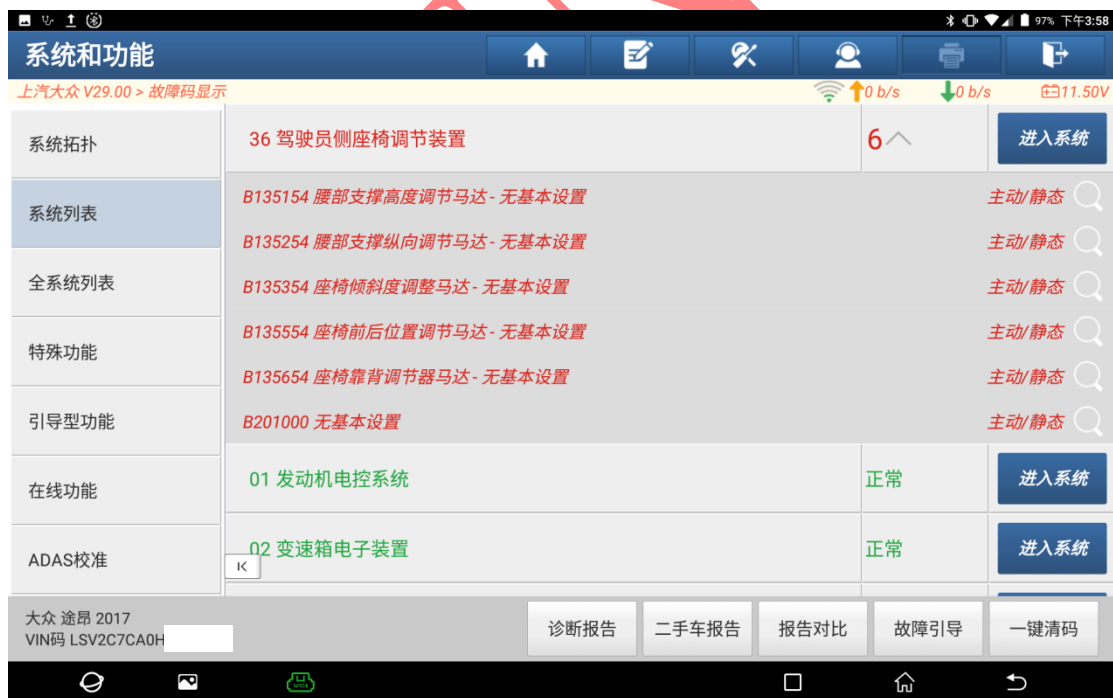 97% 下午3:58
系统和功能
上汽大众 V29.00 > 故障码显示
0 b/s 0 b/s 11.50V
系统拓扑
系统列表
全系统列表
特殊功能
引导型功能
在线功能
ADAS校准
36 驾驶员侧座椅调节装置 6 进入系统
B135154 腰部支撑高度调节马达 - 无基本设置 主动/静态
B135254 腰部支撑纵向调节马达 - 无基本设置 主动/静态
B135354 座椅倾斜度调整马达 - 无基本设置 主动/静态
B135554 座椅前后位置调节马达 - 无基本设置 主动/静态
B135654 座椅靠背调节器马达 - 无基本设置 主动/静态
B201000 无基本设置 主动/静态
01 发动机电控系统 正常 进入系统
02 变速箱电子装置 正常 进入系统
大众 途昂 2017
VIN码 LSV2C7CA0H
诊断报告 二手车报告 报告对比 故障引导 一键清码
VCI